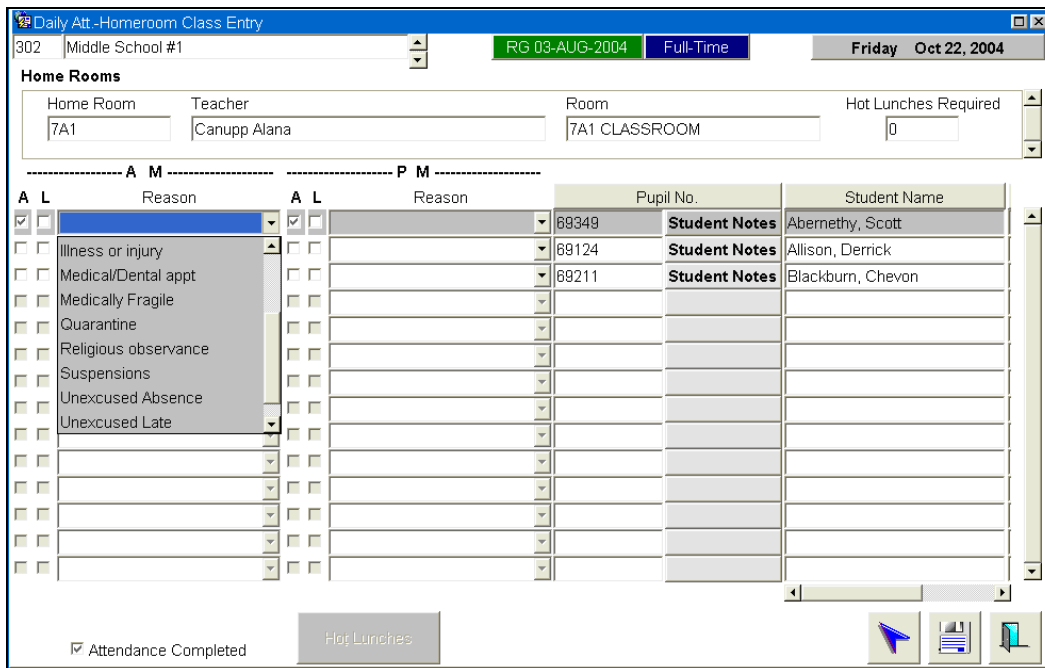 Daily Att.-Homeroom Class Entry
302 Middle School #1 RG 03-AUG-2004 Full-Time Friday Oct 22, 2004
Home Rooms
Home Room Teacher Room Hot Lunches Required
7A1 Canupp Alana 7A1 CLASSROOM 0
------------------ A M -------------------- -------------------- P M --------------------
A L Reason A L Reason Pupil No. Student Name
69349 Student Notes Abernethy, Scott
Illness or injury 69124 Student Notes Allison, Derrick
Medical/Dental appt 69211 Student Notes Blackburn, Chevon
Medically Fragile
Quarantine
Religious observance
Suspensions
Unexcused Absence
Unexcused Late
Attendance Completed Hot Lunches